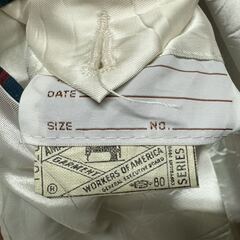 DATE
SIZE NO.
GARMENT
WORKERS OF AMERICA
GENERAL EXECUTIVE BOARD
® 80
SERIES